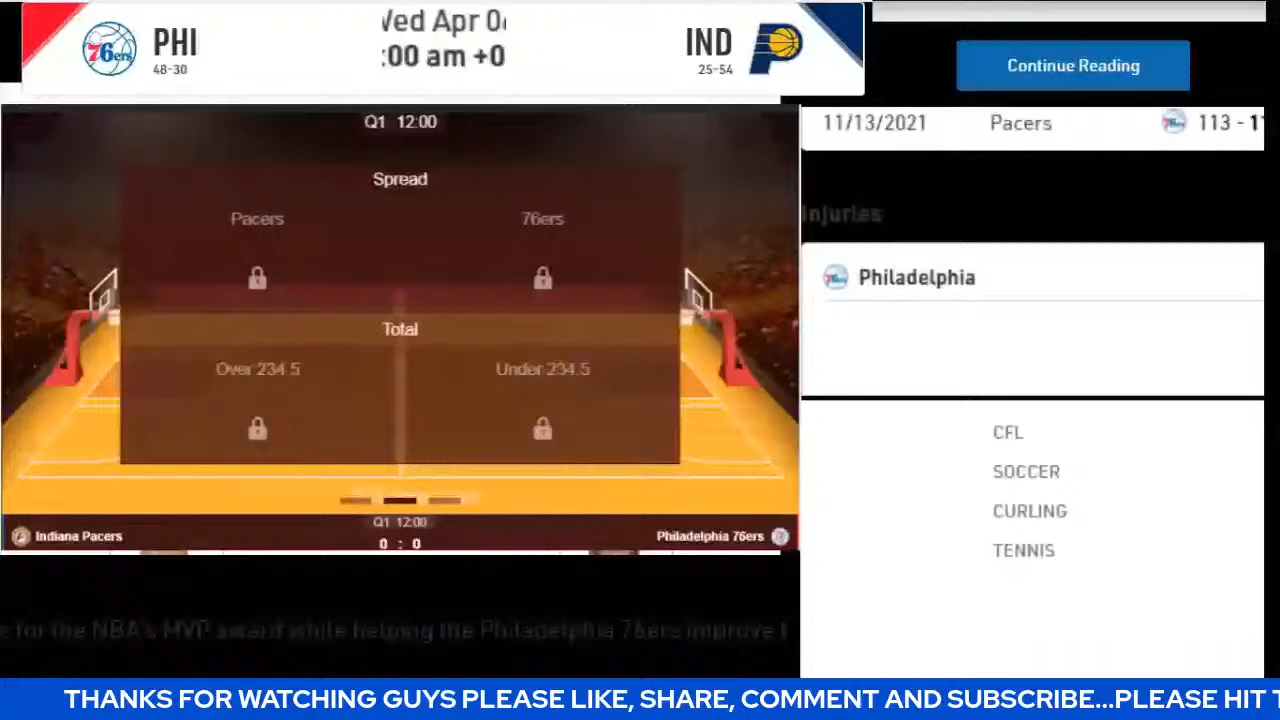 76ers
PHI
48-30
Wed Apr 0
:00 am +0
IND
25-54
Continue Reading
11/13/2021 Pacers 113 - 1
Q1 12:00
Spread
Pacers 76ers
Total
Over 234.5 Under 234.5
Injuries
Philadelphia
CFL
SOCCER
CURLING
TENNIS
Q1 12:00
Indiana Pacers 0 : 0 Philadelphia 76ers
e for the NBA's MVP award while helping the Philadelphia 76ers improve
THANKS FOR WATCHING GUYS PLEASE LIKE, SHARE, COMMENT AND SUBSCRIBE...PLEASE HIT T